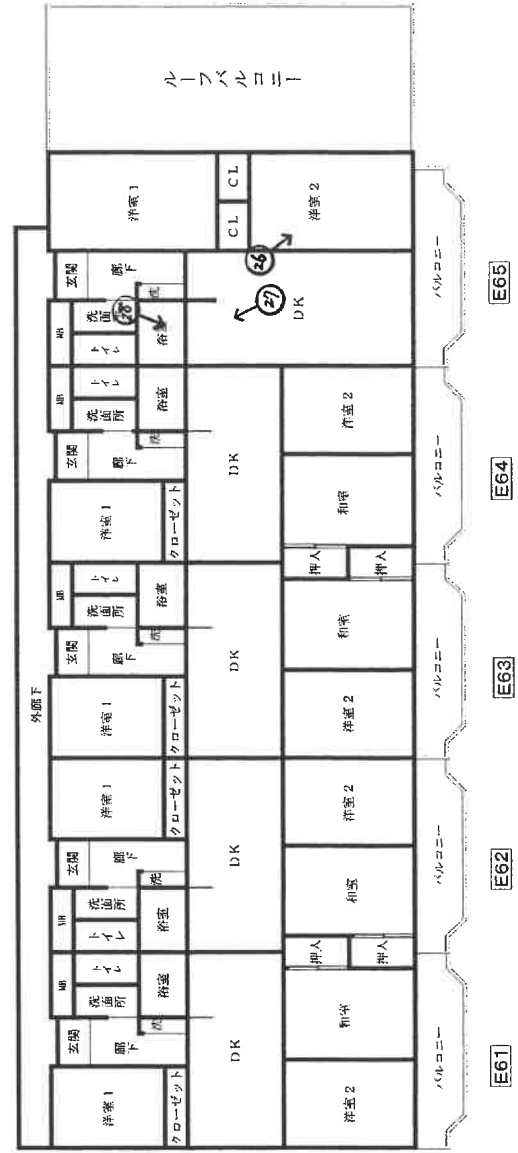 ルーフバルコニー
外廊下
洋室1
クローゼット
玄関
廊下
洗
MB
洗面所
トイレ
浴室
DK
洋室2
和室
押入
押入
バルコニー
E61
MB
トイレ
洗面所
浴室
玄関
廊下
洗
洋室1
クローゼット
DK
和室
洋室2
バルコニー
E62
洋室1
クローゼット
玄関
廊下
洗
MB
洗面所
トイレ
浴室
DK
洋室2
和室
押入
押入
バルコニー
E63
洋室1
クローゼット
玄関
廊下
洗
MB
洗面所
トイレ
浴室
DK
和室
洋室2
バルコニー
E64
MB
トイレ
洗面
浴室
玄関
廊下
洗
洋室1
CL
CL
洋室2
DK
バルコニー
E65
26
27
28